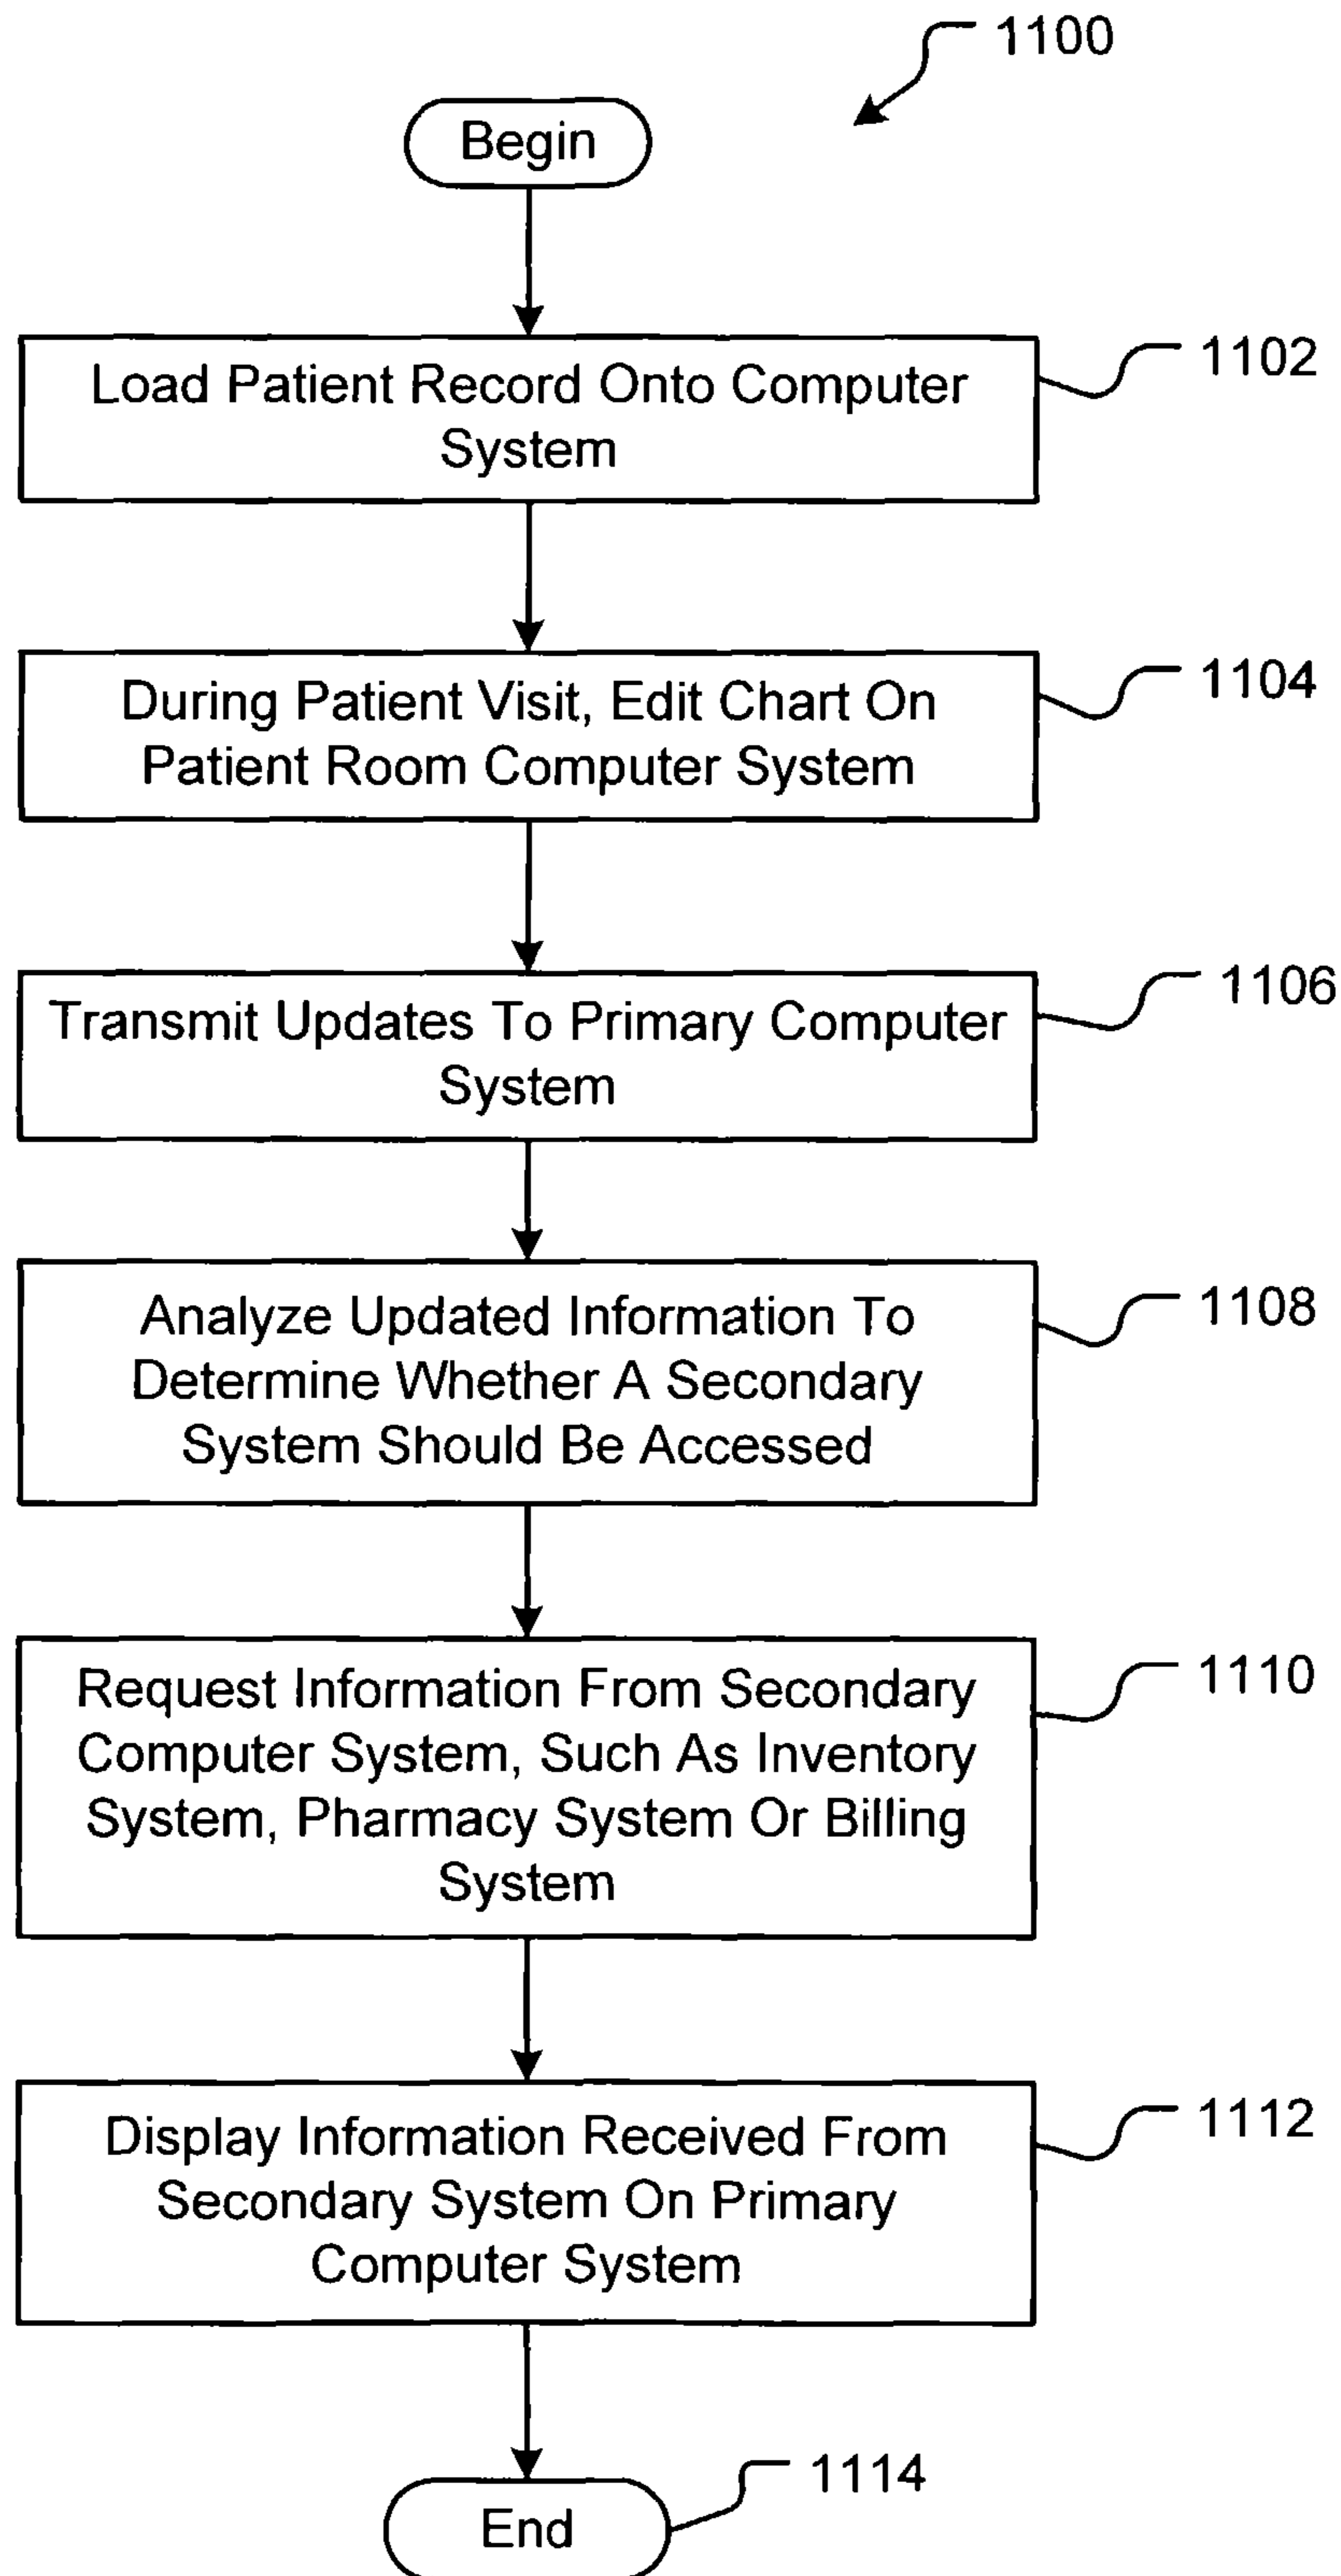 1100
Begin
1102
Load Patient Record Onto Computer
System
1104
During Patient Visit, Edit Chart On
Patient Room Computer System
1106
Transmit Updates To Primary Computer
System
1108
Analyze Updated Information To
Determine Whether A Secondary
System Should Be Accessed
1110
Request Information From Secondary
Computer System, Such As Inventory
System, Pharmacy System Or Billing
System
1112
Display Information Received From
Secondary System On Primary
Computer System
1114
End